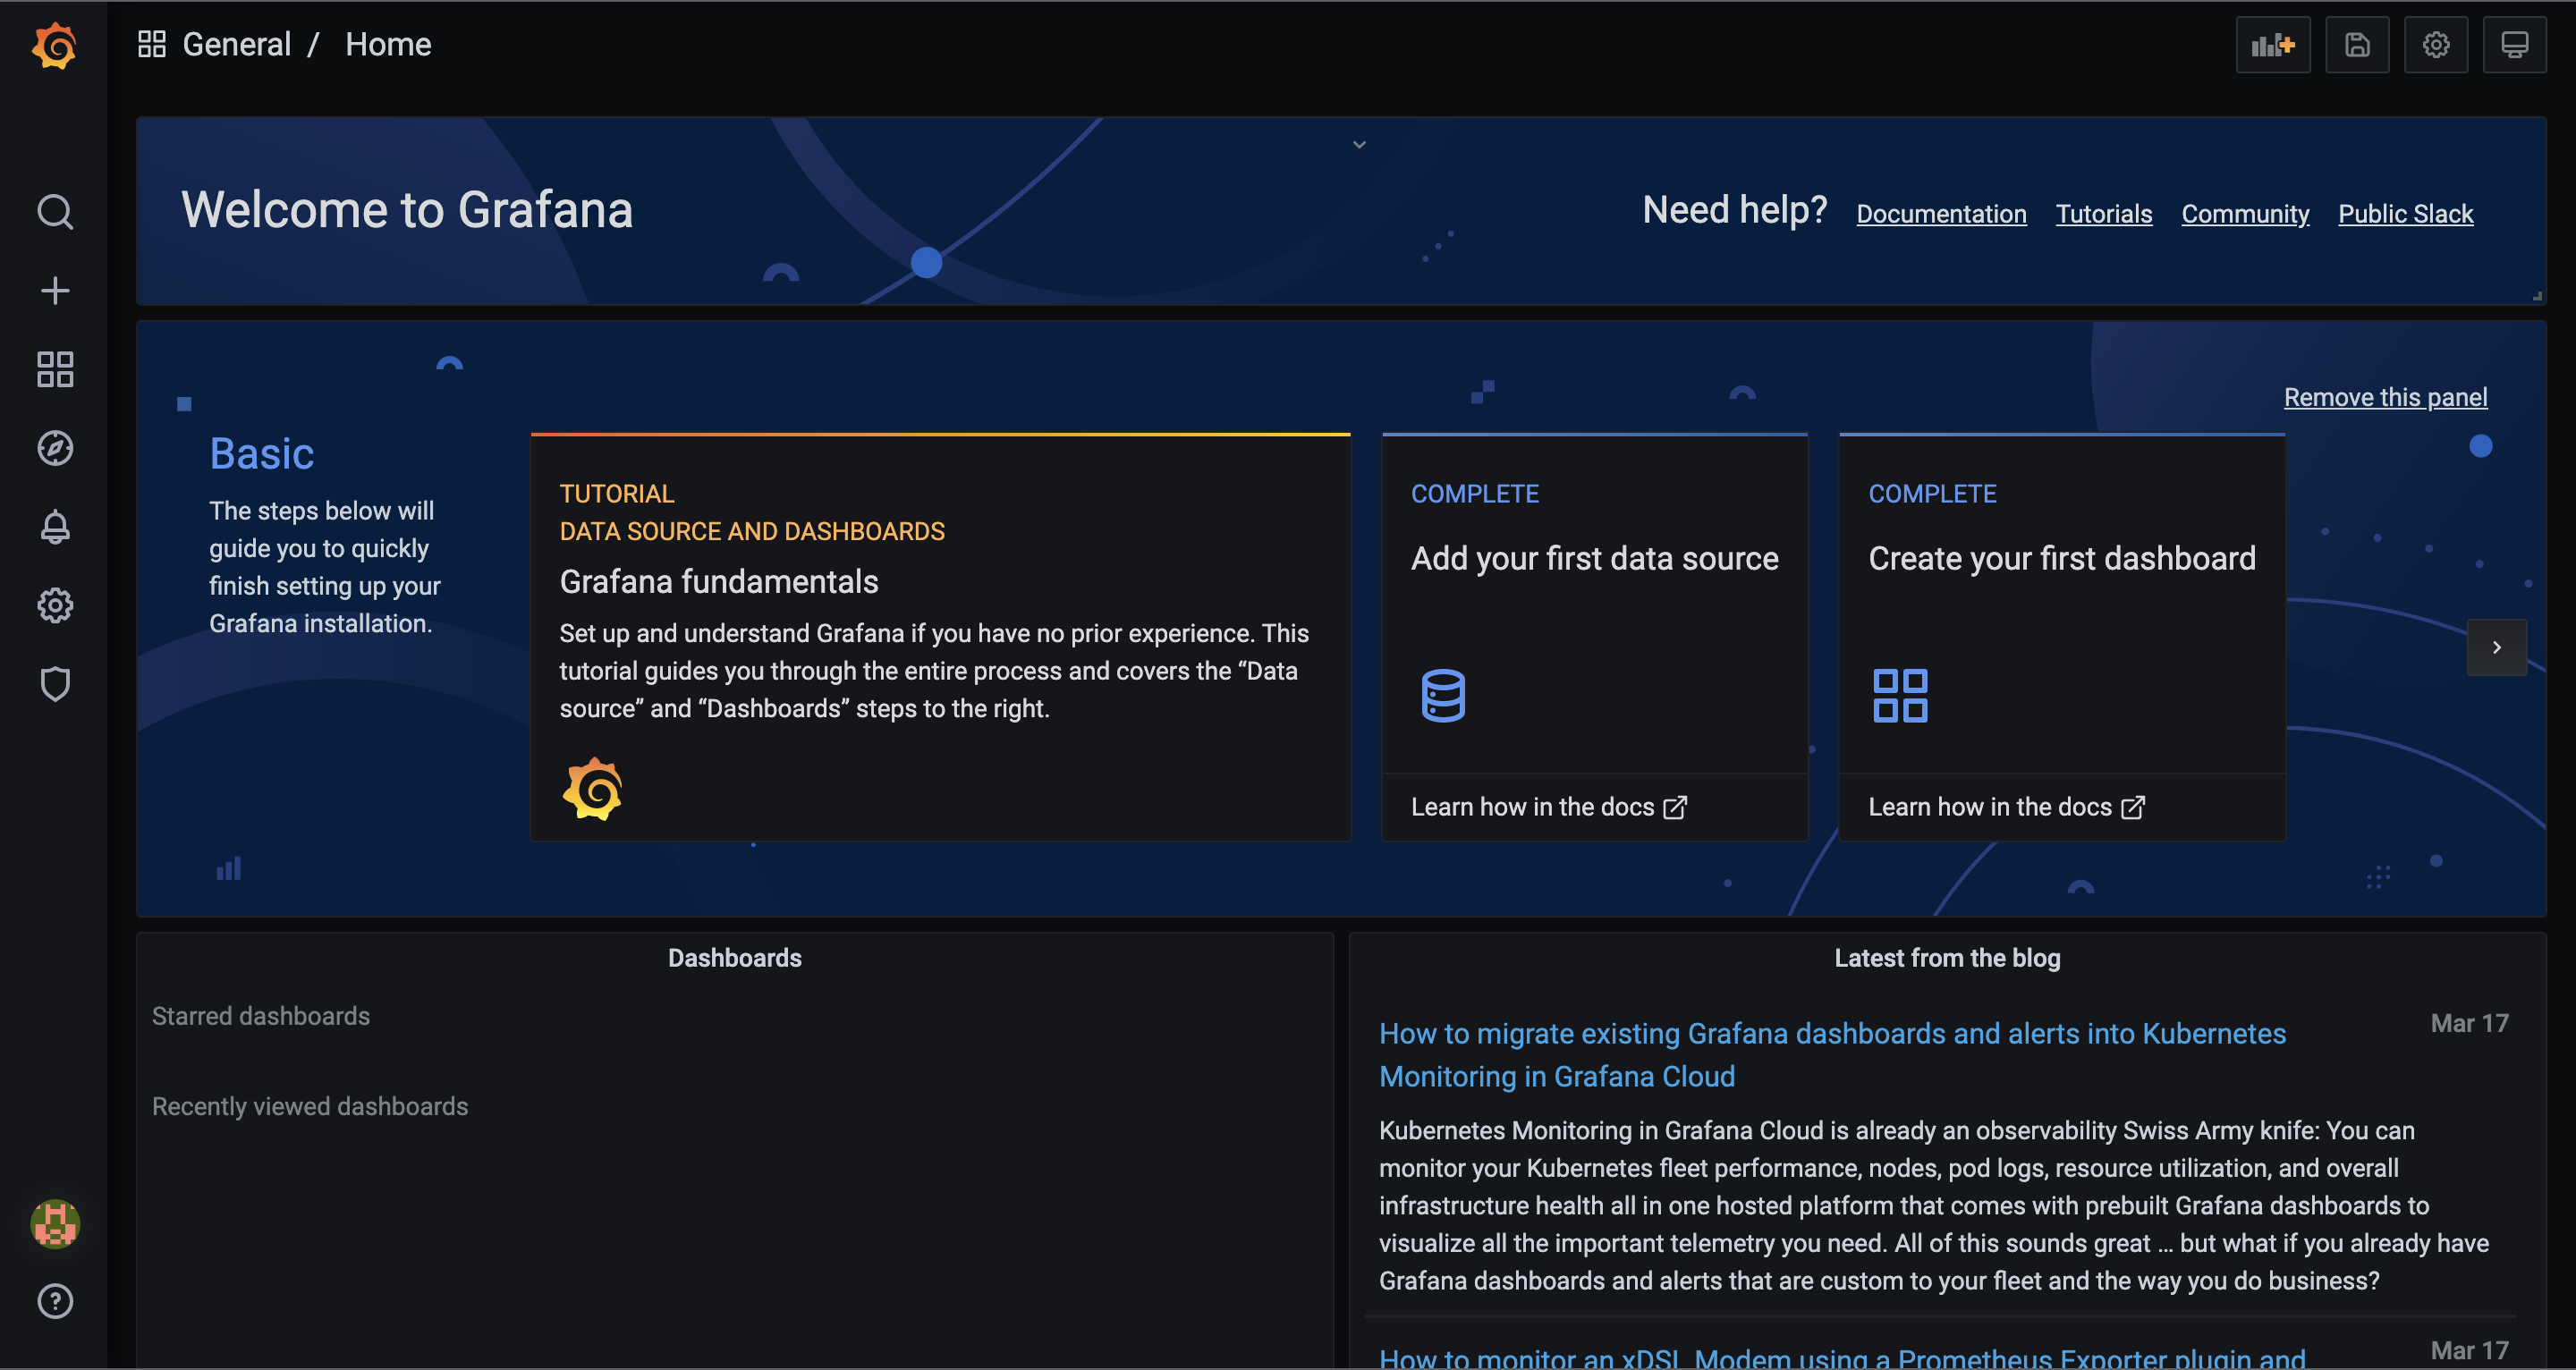 General / Home
Welcome to Grafana
Need help? Documentation Tutorials Community Public Slack
Remove this panel
Basic
The steps below will
guide you to quickly
finish setting up your
Grafana installation.
TUTORIAL
DATA SOURCE AND DASHBOARDS
Grafana fundamentals
Set up and understand Grafana if you have no prior experience. This
tutorial guides you through the entire process and covers the “Data
source” and “Dashboards” steps to the right.
COMPLETE
Add your first data source
Learn how in the docs
COMPLETE
Create your first dashboard
Learn how in the docs
Dashboards
Starred dashboards
Recently viewed dashboards
Latest from the blog
How to migrate existing Grafana dashboards and alerts into Kubernetes
Monitoring in Grafana Cloud
Mar 17
Kubernetes Monitoring in Grafana Cloud is already an observability Swiss Army knife: You can
monitor your Kubernetes fleet performance, nodes, pod logs, resource utilization, and overall
infrastructure health all in one hosted platform that comes with prebuilt Grafana dashboards to
visualize all the important telemetry you need. All of this sounds great … but what if you already have
Grafana dashboards and alerts that are custom to your fleet and the way you do business?
How to monitor an xDSL Modem using a Prometheus Exporter plugin and
Mar 17